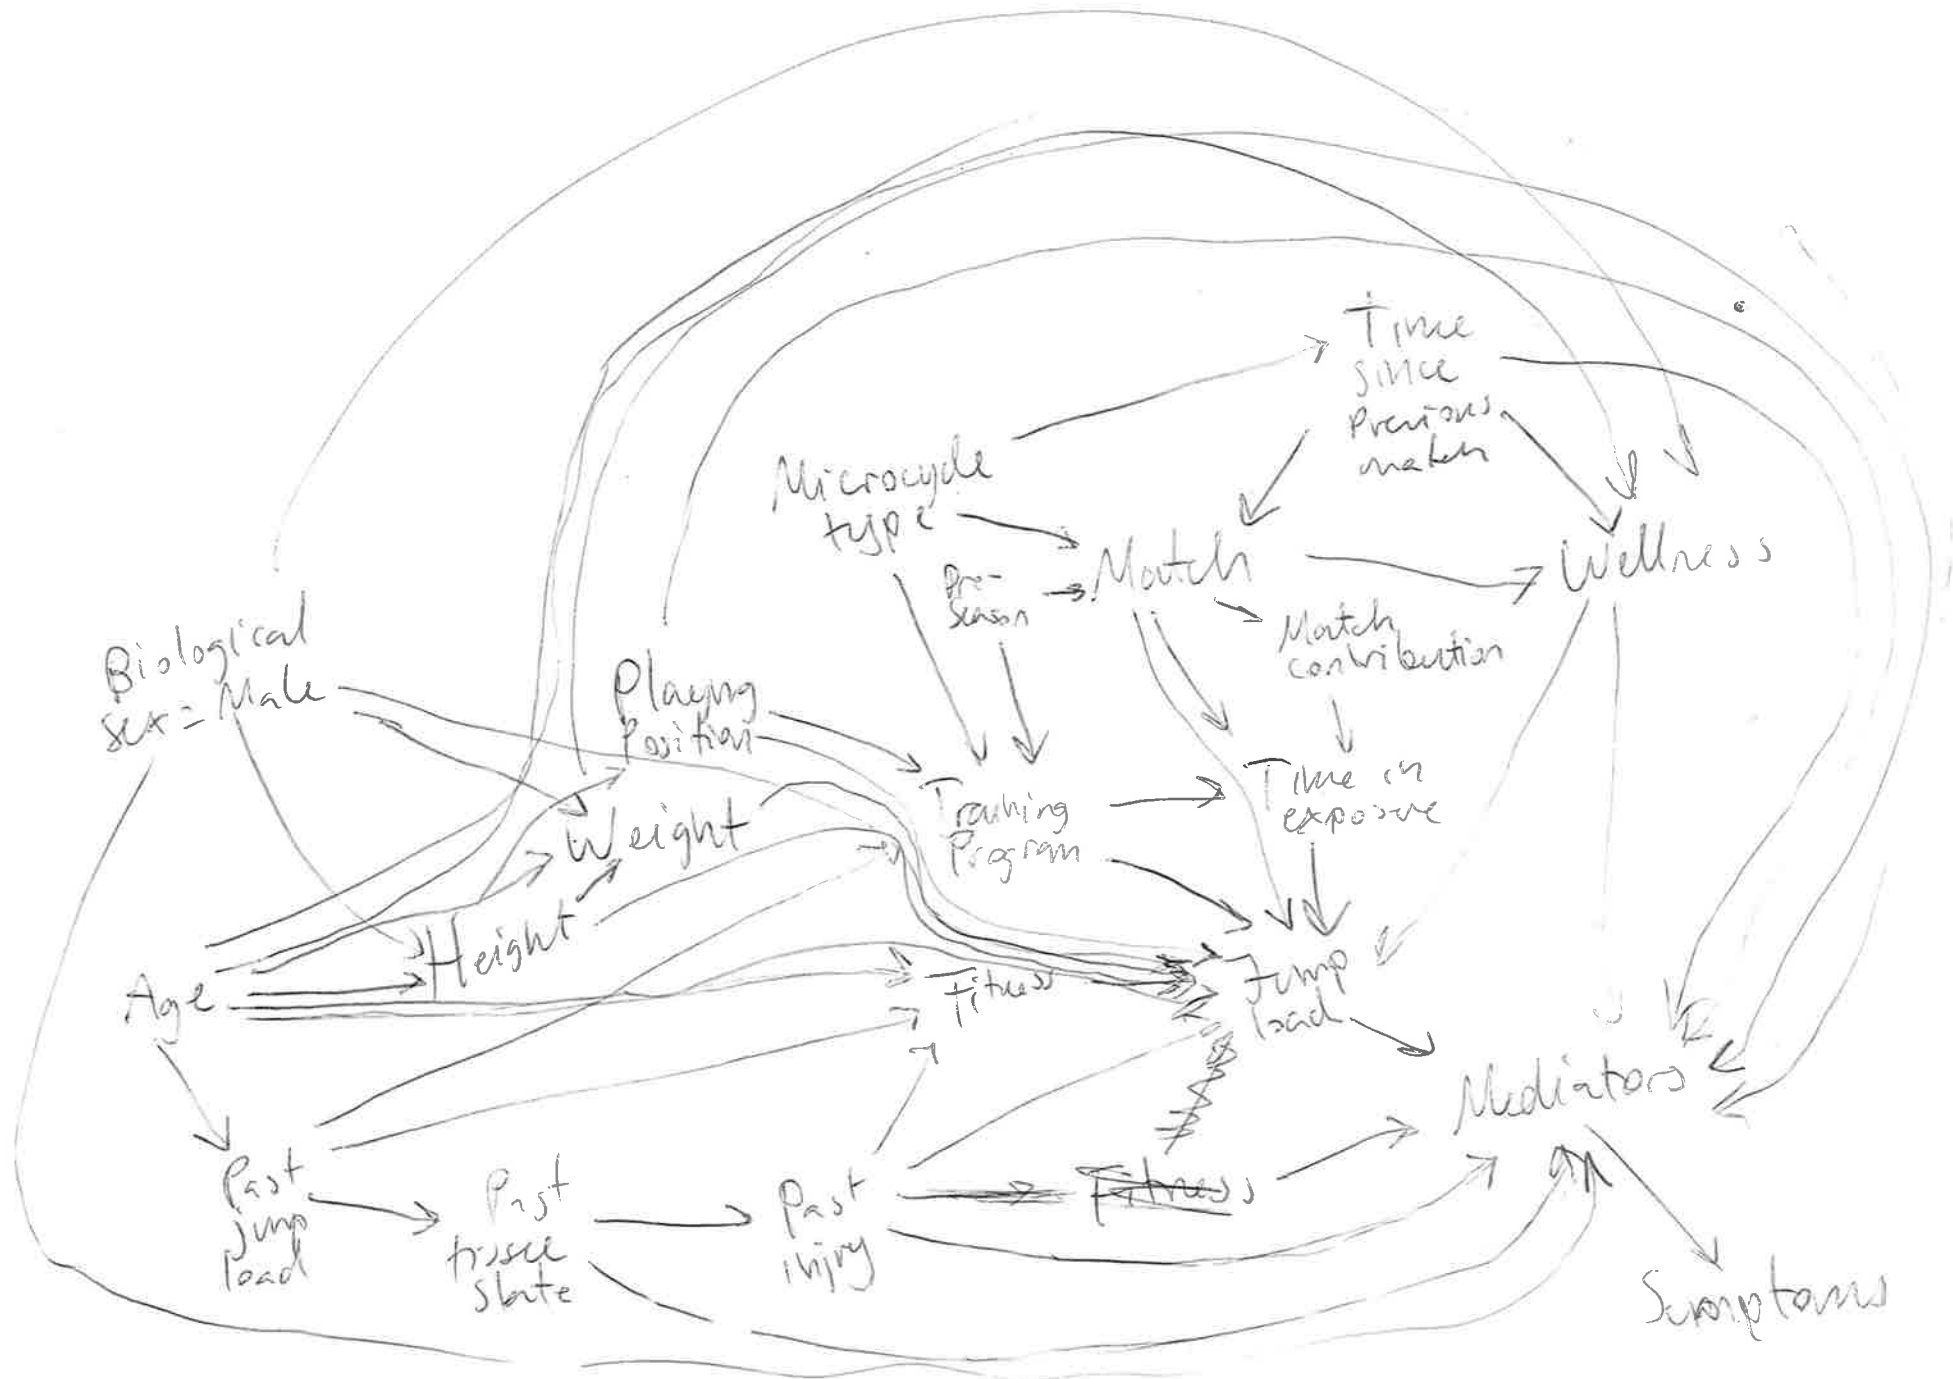 Time
since
Previous
match
Microcycle
type
Match
Wellness
Pre-
Season
Match
contribution
Biological
sex = Male
Playing
Position
Training
Program
Time in
exposure
Weight
Height
Age
Fitness
Jump
load
Mediators
Past
jump
load
Past
tissue
State
Past
injury
Fitness
Symptoms